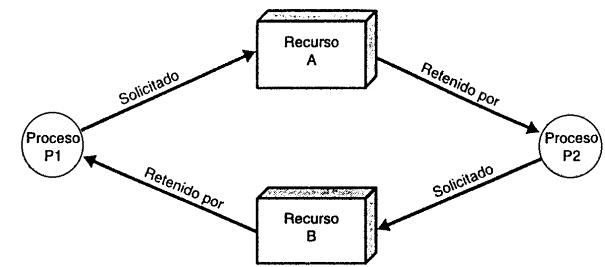 Recurso
A
Solicitado
Retenido por
Proceso
P1
Proceso
P2
Retenido por
Solicitado
Recurso
B